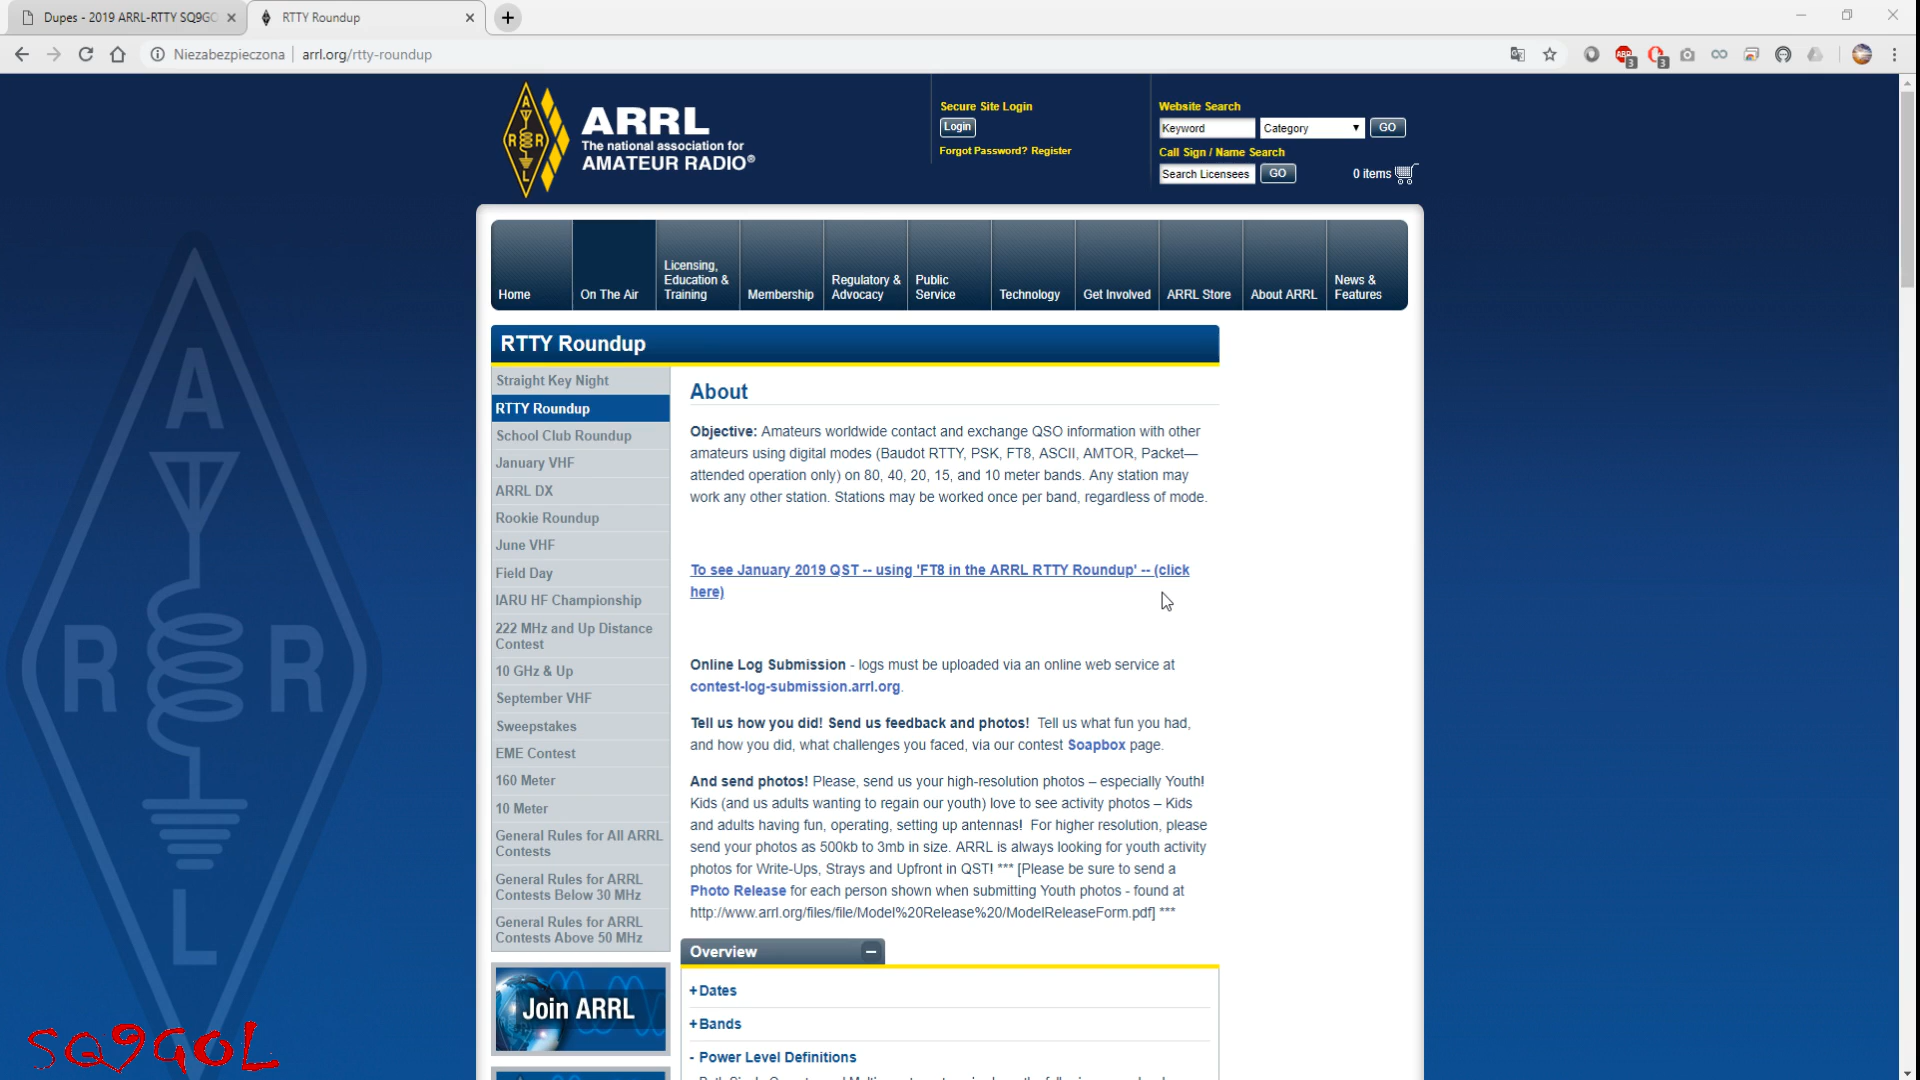 Dupes - 2019 ARRL-RTTY SQ9GO
RTTY Roundup
Niezabezpieczona | arrl.org/rtty-roundup
ABP
3
3
A
R R
L
ARRL
The national association for
AMATEUR RADIO®
Secure Site Login
Login
Forgot Password? Register
Website Search
Keyword
Category
GO
Call Sign / Name Search
Search Licensees
GO
0 items
Home
On The Air
Licensing,
Education &
Training
Membership
Regulatory &
Advocacy
Public
Service
Technology
Get Involved
ARRL Store
About ARRL
News &
Features
RTTY Roundup
Straight Key Night
RTTY Roundup
School Club Roundup
January VHF
ARRL DX
Rookie Roundup
June VHF
Field Day
IARU HF Championship
222 MHz and Up Distance
Contest
10 GHz & Up
September VHF
Sweepstakes
EME Contest
160 Meter
10 Meter
General Rules for All ARRL
Contests
General Rules for ARRL
Contests Below 30 MHz
General Rules for ARRL
Contests Above 50 MHz
Join ARRL
About
Objective: Amateurs worldwide contact and exchange QSO information with other
amateurs using digital modes (Baudot RTTY, PSK, FT8, ASCII, AMTOR, Packet—
attended operation only) on 80, 40, 20, 15, and 10 meter bands. Any station may
work any other station. Stations may be worked once per band, regardless of mode.
To see January 2019 QST -- using 'FT8 in the ARRL RTTY Roundup' -- (click
here)
Online Log Submission - logs must be uploaded via an online web service at
contest-log-submission.arrl.org.
Tell us how you did! Send us feedback and photos! Tell us what fun you had,
and how you did, what challenges you faced, via our contest Soapbox page.
And send photos! Please, send us your high-resolution photos – especially Youth!
Kids (and us adults wanting to regain our youth) love to see activity photos – Kids
and adults having fun, operating, setting up antennas! For higher resolution, please
send your photos as 500kb to 3mb in size. ARRL is always looking for youth activity
photos for Write-Ups, Strays and Upfront in QST! *** [Please be sure to send a
Photo Release for each person shown when submitting Youth photos - found at
http://www.arrl.org/files/file/Model%20Release%20/ModelReleaseForm.pdf] ***
Overview
+Dates
+Bands
- Power Level Definitions
A
R R
L
SQ9GOL